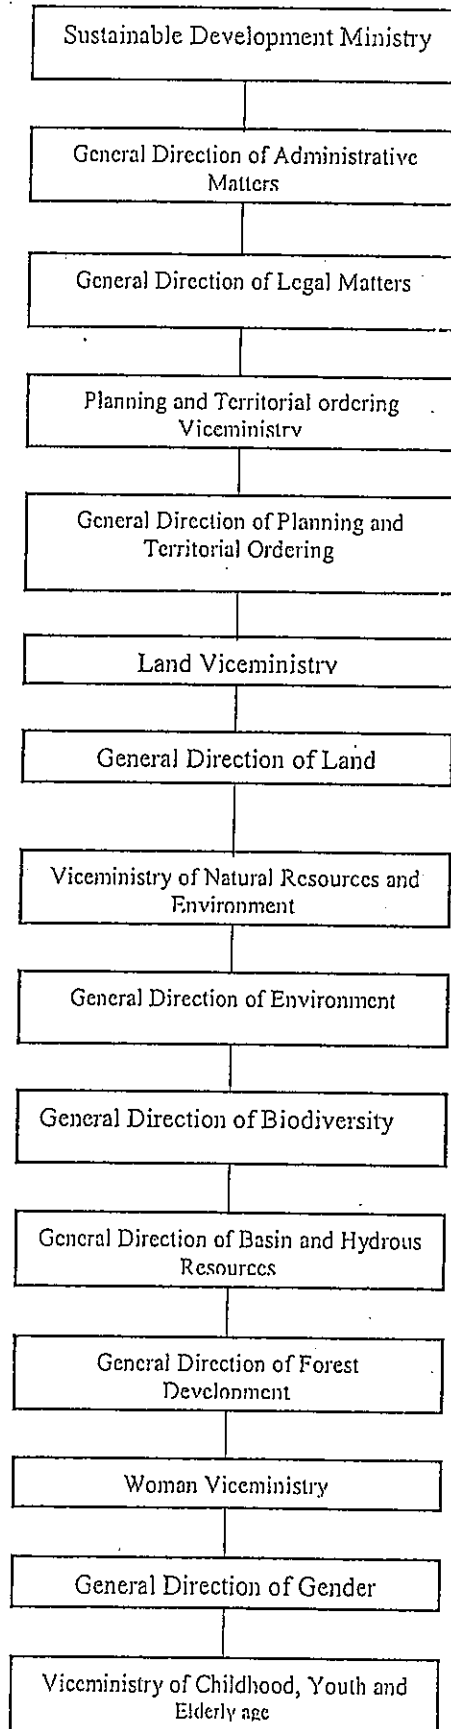 Sustainable Development Ministry
General Direction of Administrative
Matters
General Direction of Legal Matters
Planning and Territorial ordering
Viceministry
General Direction of Planning and
Territorial Ordering
Land Viceministry
General Direction of Land
Viceministry of Natural Resources and
Environment
General Direction of Environment
General Direction of Biodiversity
General Direction of Basin and Hydrous
Resources
General Direction of Forest
Development
Woman Viceministry
General Direction of Gender
Viceministry of Childhood, Youth and
Elderly age